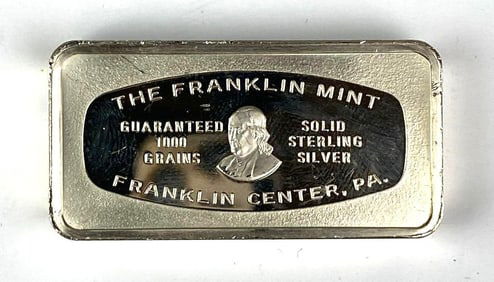 THE FRANKLIN MINT
GUARANTEED
1000
GRAINS
SOLID
STERLING
SILVER
FRANKLIN CENTER, PA.